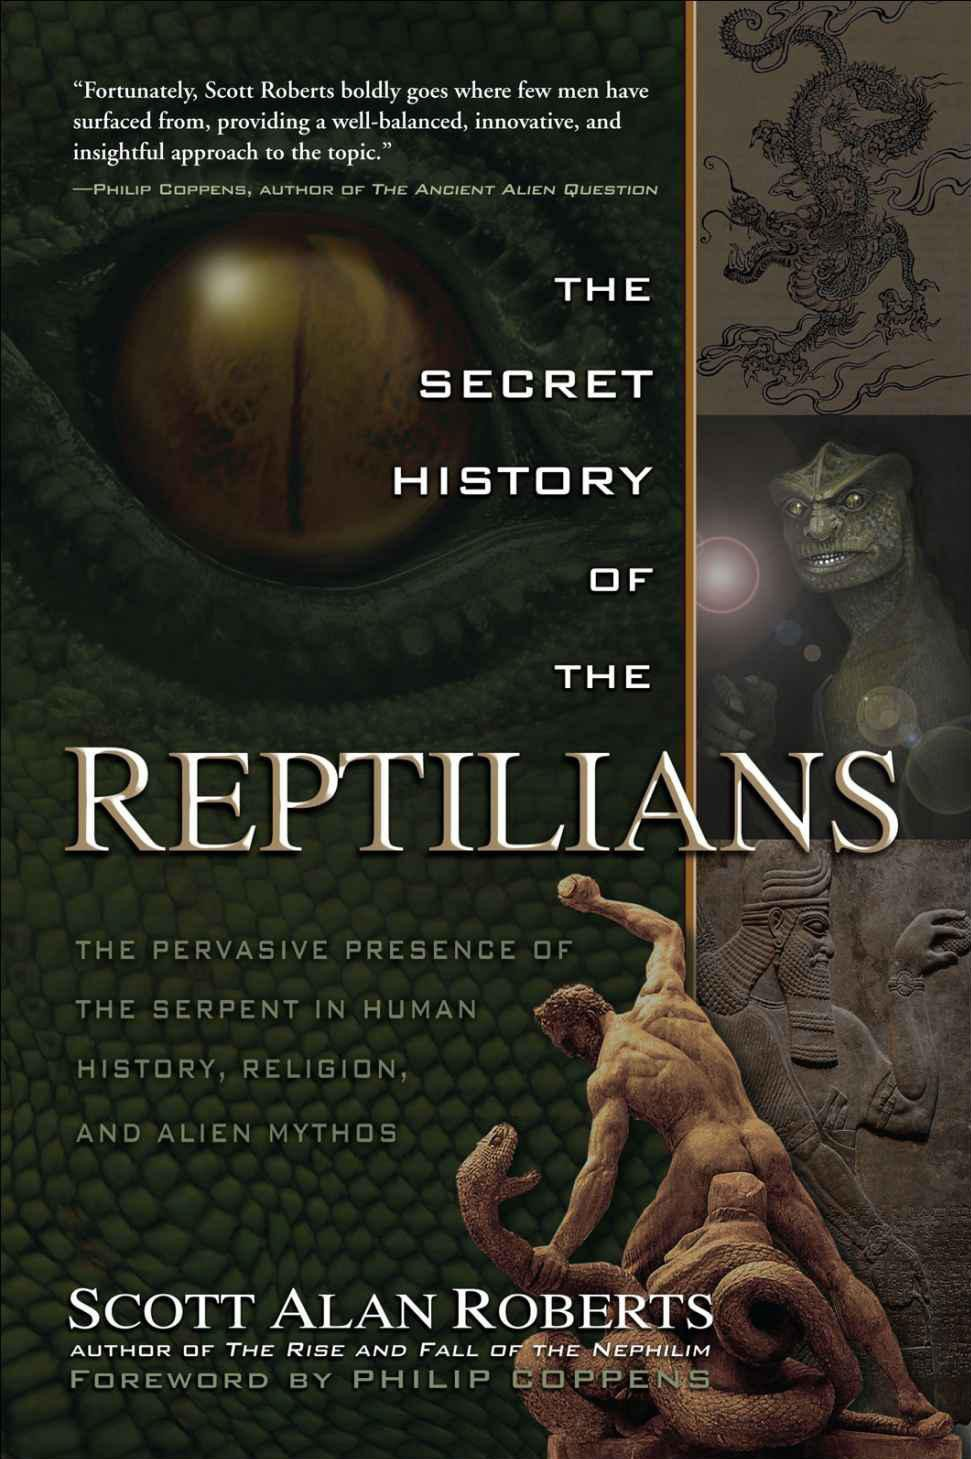 “Fortunately, Scott Roberts boldly goes where few men have
surfaced from, providing a well-balanced, innovative, and
insightful approach to the topic.”
—Philip Coppens, author of The Ancient Alien Question
THE
SECRET
HISTORY
OF
THE
REPTILIANS
THE PERVASIVE PRESENCE OF
THE SERPENT IN HUMAN
HISTORY, RELIGION,
AND ALIEN MYTHOS
SCOTT ALAN ROBERTS
AUTHOR OF THE RISE AND FALL OF THE NEPHILIM
FOREWORD BY PHILIP COPPENS